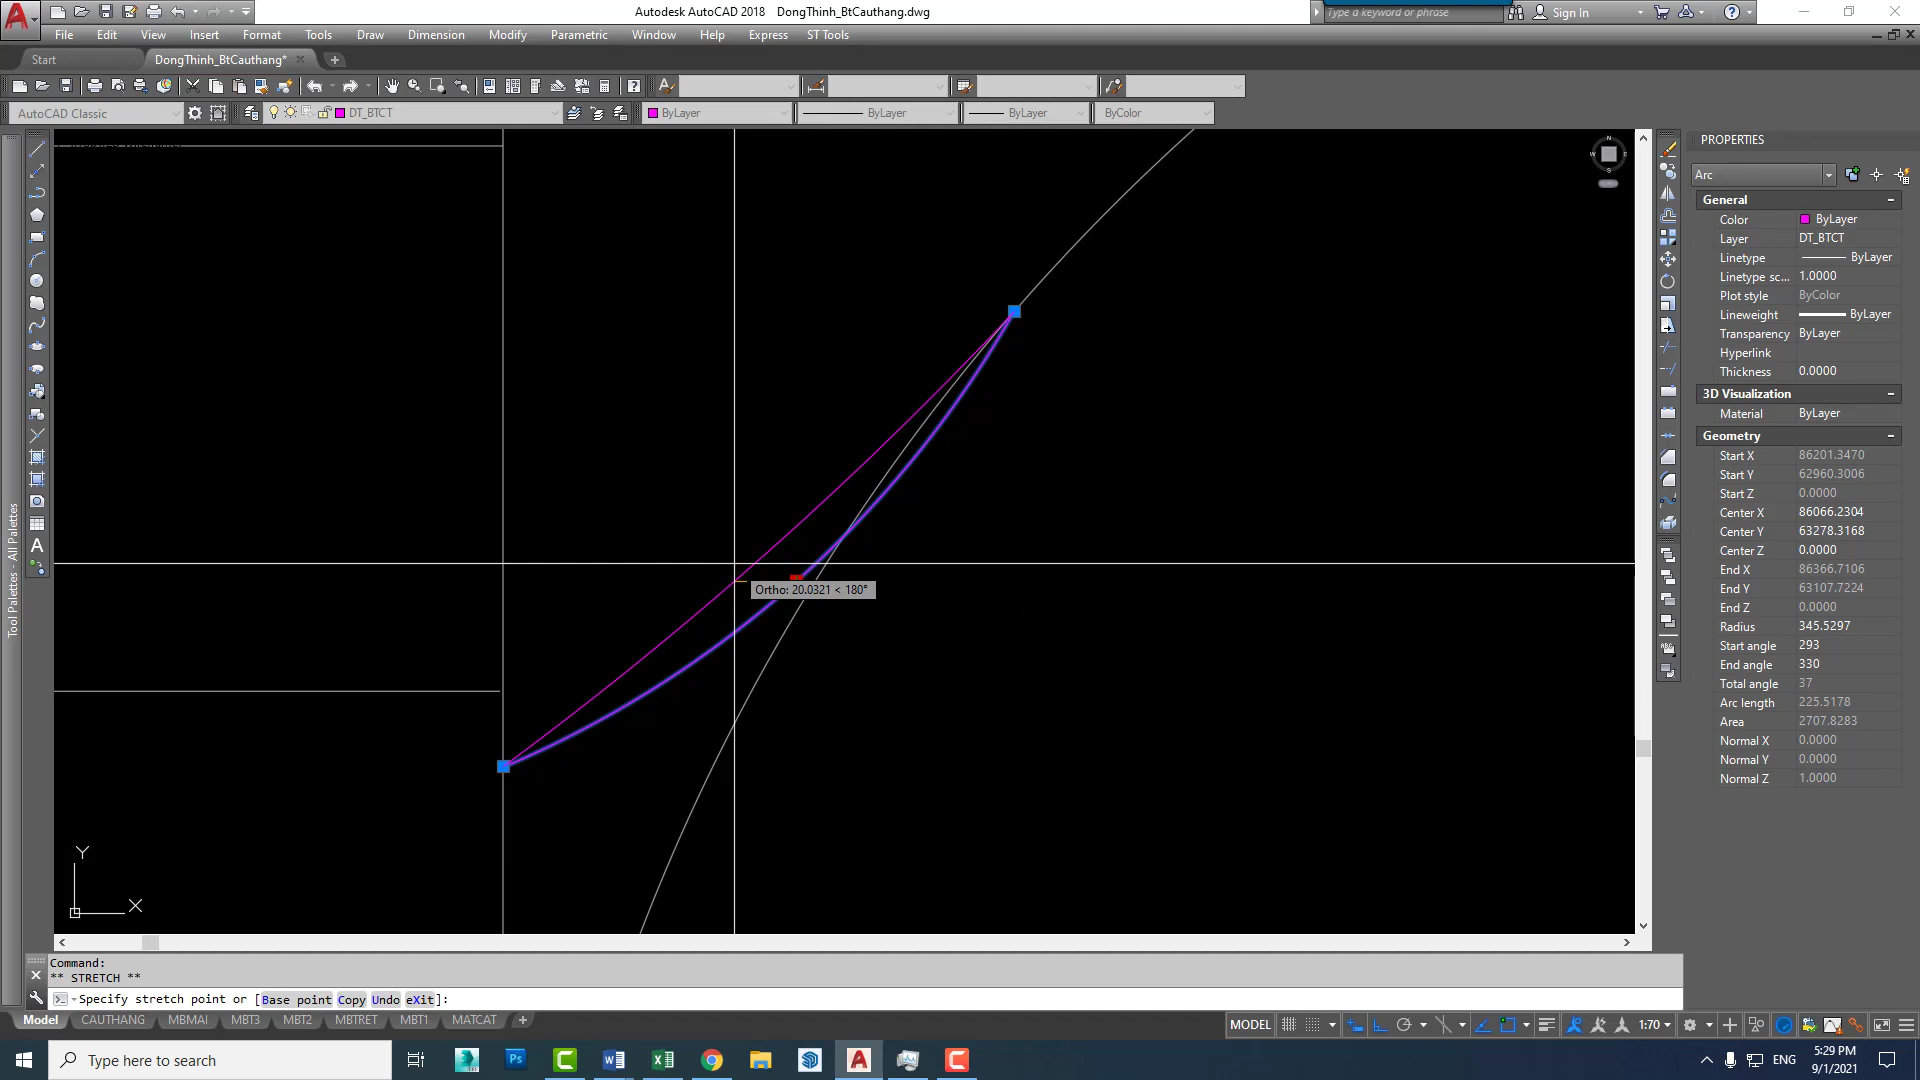 Autodesk AutoCAD 2018 DongThinh_BtCauthang.dwg
Type a keyword or phrase
Sign In
File Edit View Insert Format Tools Draw Dimension Modify Parametric Window Help Express ST Tools
Start
DongThinh_BtCauthang*
AutoCAD Classic
DT_BTCT
ByLayer
ByLayer
ByLayer
ByColor
N
W
S
Ortho: 20.0321 < 180°
Y
X
Tool Palettes - All Palettes
PROPERTIES
Arc
General
Color ByLayer
Layer DT_BTCT
Linetype ByLayer
Linetype sc... 1.0000
Plot style ByColor
Lineweight ByLayer
Transparency ByLayer
Hyperlink
Thickness 0.0000
3D Visualization
Material ByLayer
Geometry
Start X 86201.3470
Start Y 62960.3006
Start Z 0.0000
Center X 86066.2304
Center Y 63278.3168
Center Z 0.0000
End X 86366.7106
End Y 63107.7224
End Z 0.0000
Radius 345.5297
Start angle 293
End angle 330
Total angle 37
Arc length 225.5178
Area 2707.8283
Normal X 0.0000
Normal Y 0.0000
Normal Z 1.0000
Command:
** STRETCH **
Specify stretch point or [Base point Copy Undo eXit]:
Model CAUTHANG MBMAI MBT3 MBT2 MBTRET MBT1 MATCAT
MODEL
1:70
Type here to search
ENG
5:29 PM
9/1/2021